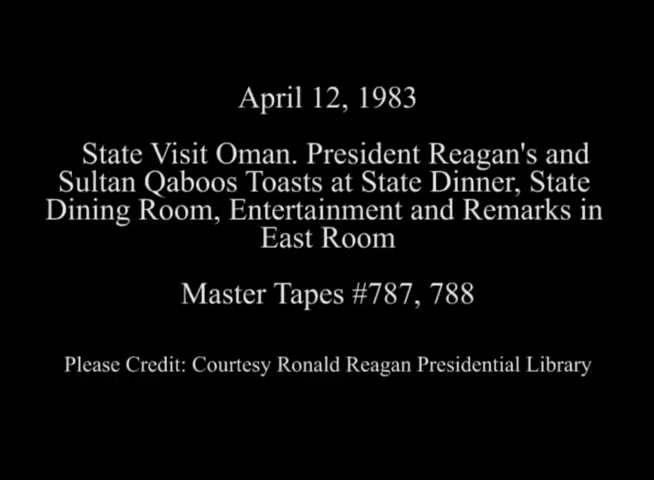 April 12, 1983
State Visit Oman. President Reagan's and
Sultan Qaboos Toasts at State Dinner, State
Dining Room, Entertainment and Remarks in
East Room
Master Tapes #787, 788
Please Credit: Courtesy Ronald Reagan Presidential Library